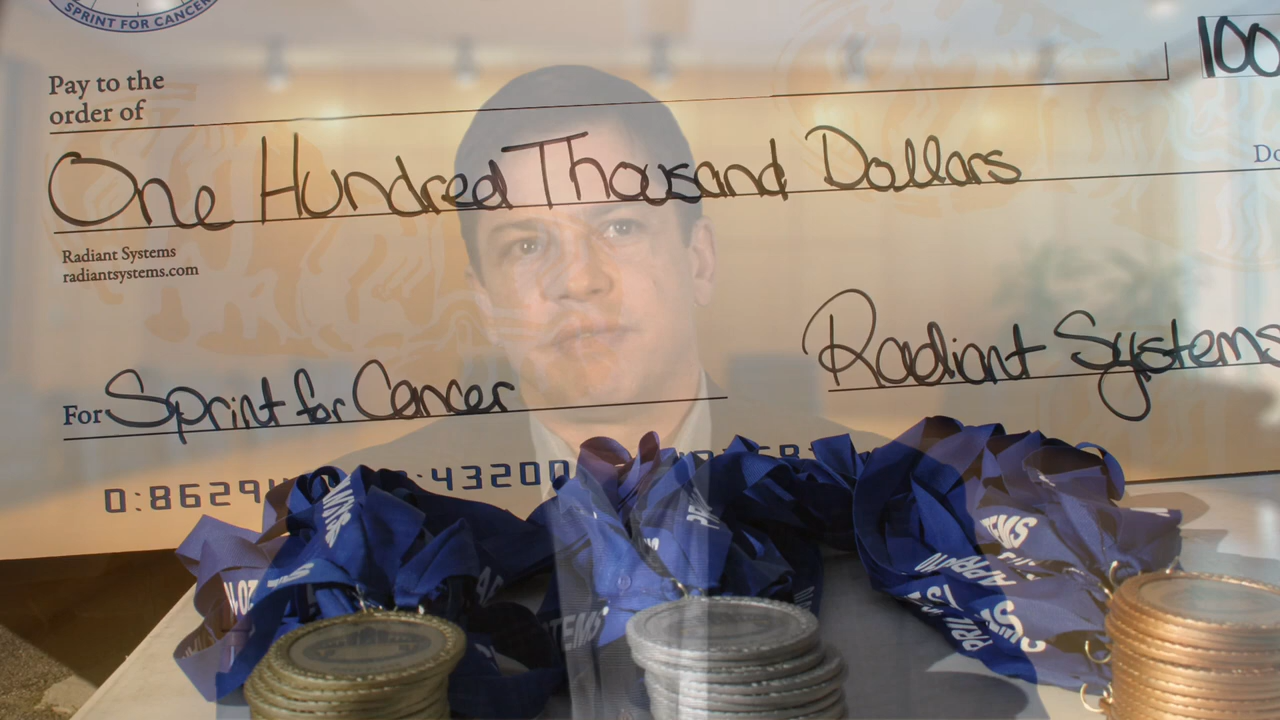 SPRINT FOR CANCER
Pay to the
order of
100
One Hundred Thousand Dollars
Do
Radiant Systems
radiantsystems.com
For Sprint for Cancer
Radiant Systems
TEMS